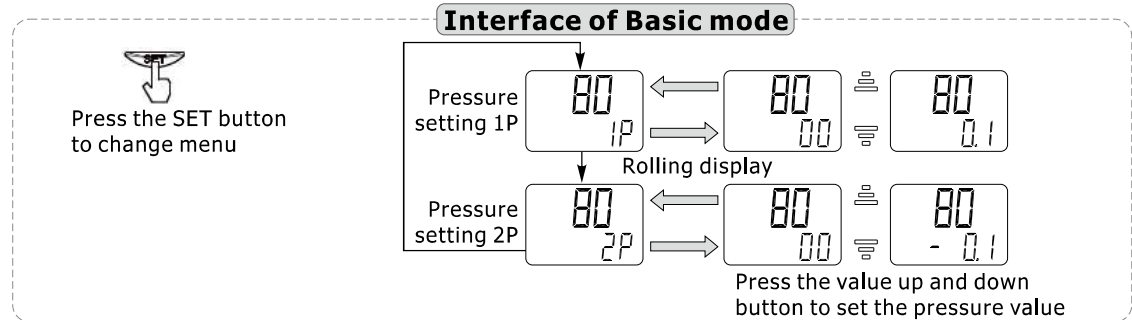 Interface of Basic mode
SET
Press the SET button
to change menu
Pressure
setting 1P
80
1P
80
00
80
0.1
Rolling display
Pressure
setting 2P
80
2P
80
00
80
- 0.1
Press the value up and down
button to set the pressure value